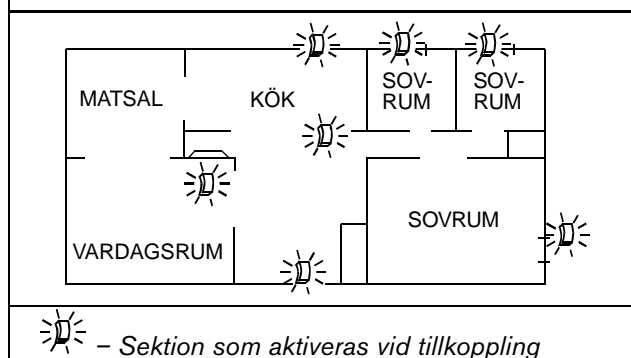 MATSAL
KÖK
SOV-
RUM
SOV-
RUM
VARDAGSRUM
SOVRUM
– Sektion som aktiveras vid tillkoppling